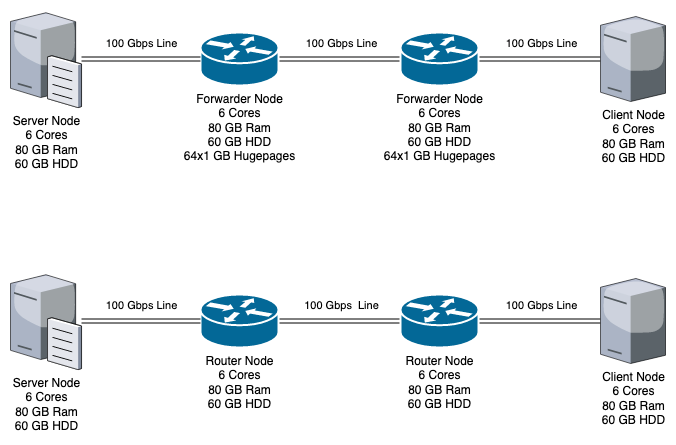 100 Gbps Line
100 Gbps Line
100 Gbps Line
Server Node
6 Cores
80 GB Ram
60 GB HDD
Forwarder Node
6 Cores
80 GB Ram
60 GB HDD
64x1 GB Hugepages
Forwarder Node
6 Cores
80 GB Ram
60 GB HDD
64x1 GB Hugepages
Client Node
6 Cores
80 GB Ram
60 GB HDD
100 Gbps Line
100 Gbps Line
100 Gbps Line
Server Node
6 Cores
80 GB Ram
60 GB HDD
Router Node
6 Cores
80 GB Ram
60 GB HDD
Router Node
6 Cores
80 GB Ram
60 GB HDD
Client Node
6 Cores
80 GB Ram
60 GB HDD